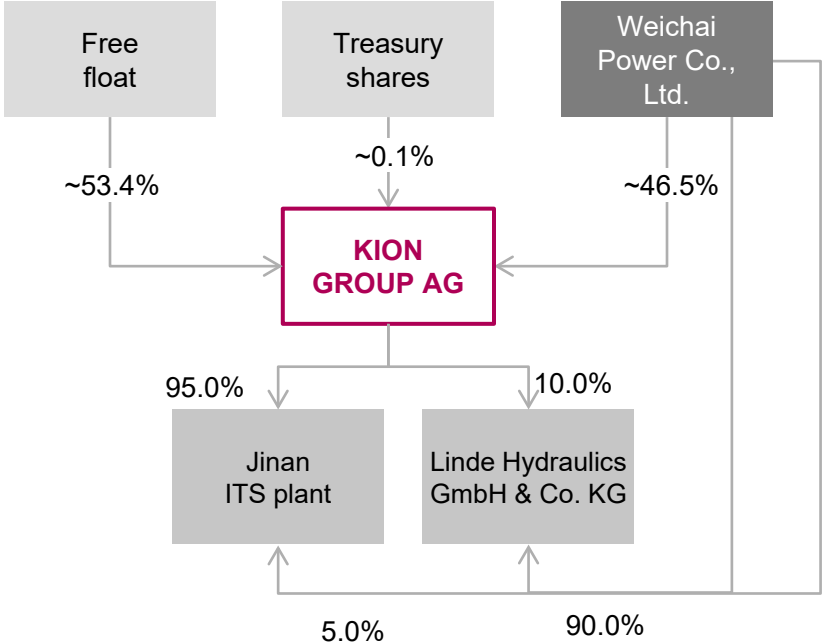 Free
float
Treasury
shares
Weichai
Power Co.,
Ltd.
~53.4%
~0.1%
~46.5%
KION
GROUP AG
95.0%
10.0%
Jinan
ITS plant
Linde Hydraulics
GmbH & Co. KG
5.0%
90.0%